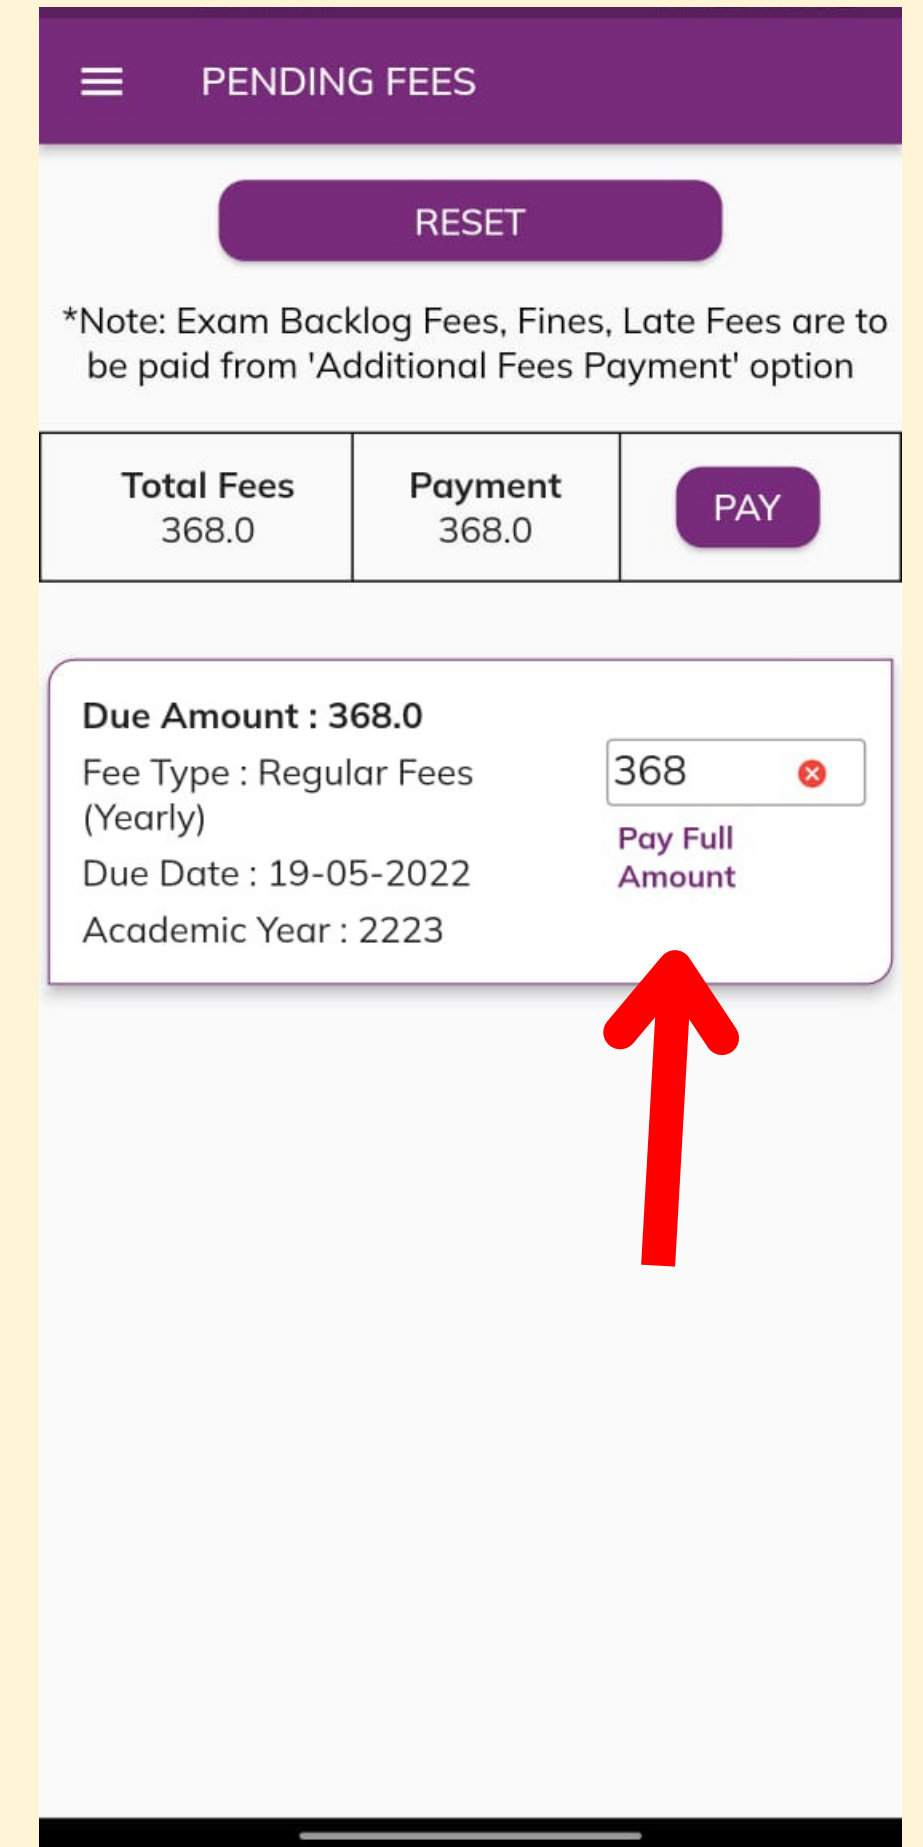 PENDING FEES
RESET
*Note: Exam Backlog Fees, Fines, Late Fees are to
be paid from 'Additional Fees Payment' option
Total Fees
368.0
Payment
368.0
PAY
Due Amount : 368.0
Fee Type : Regular Fees
(Yearly)
Due Date : 19-05-2022
Academic Year : 2223
368
Pay Full
Amount